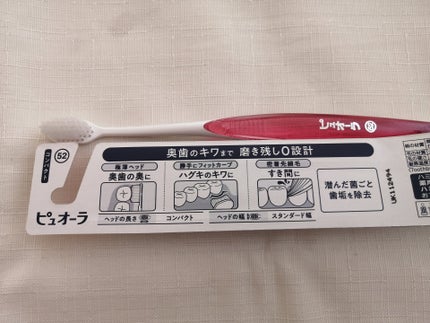 ピュオーラ
52
コンパクト
52
奥歯のキワまで 磨き残し0設計
極薄ヘッド
奥歯の奥に
勝手にフィットカーブ
ハグキのキワに
密着先細毛
すき間に
潜んだ菌ごと
歯垢を除去
ピュオーラ
ヘッドの長さ
コンパクト
ヘッドの幅
スタンダード幅
UK112494